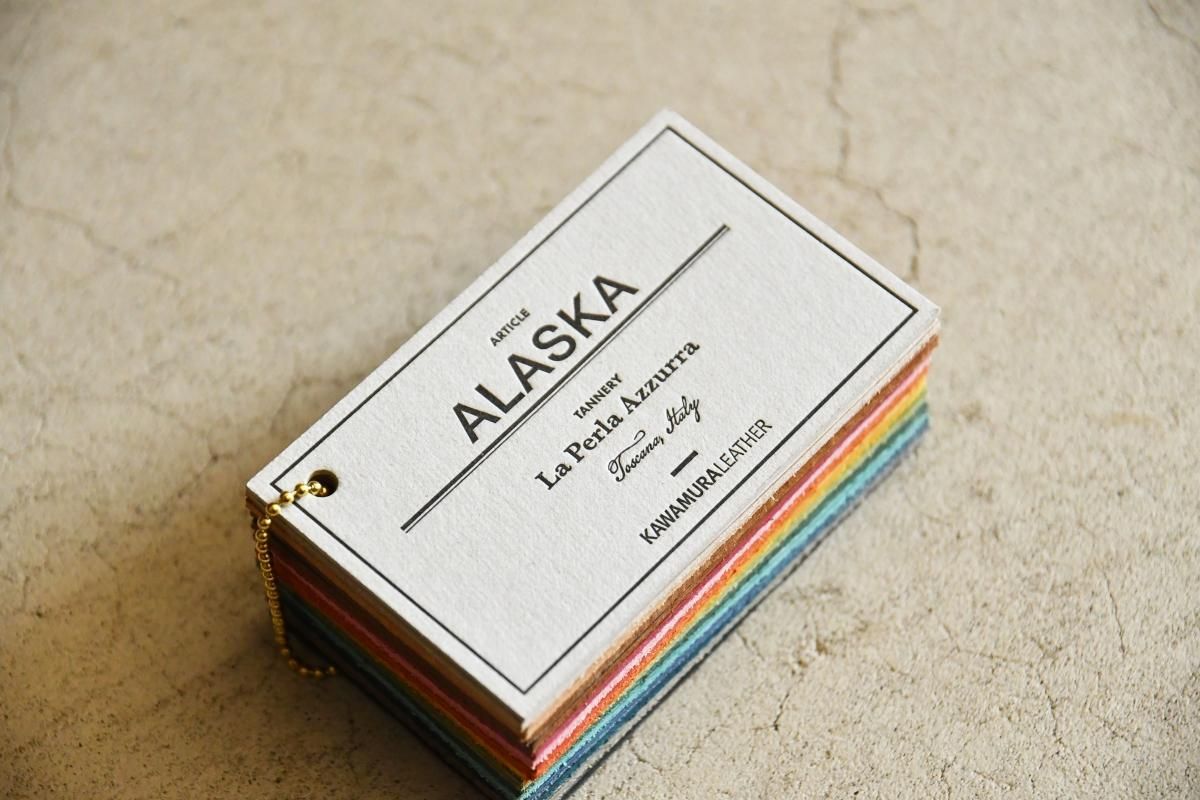 ARTICLE
ALASKA
TANNERY
La Perla Azzurra
Toscana, Italy
KAWAMURALEATHER